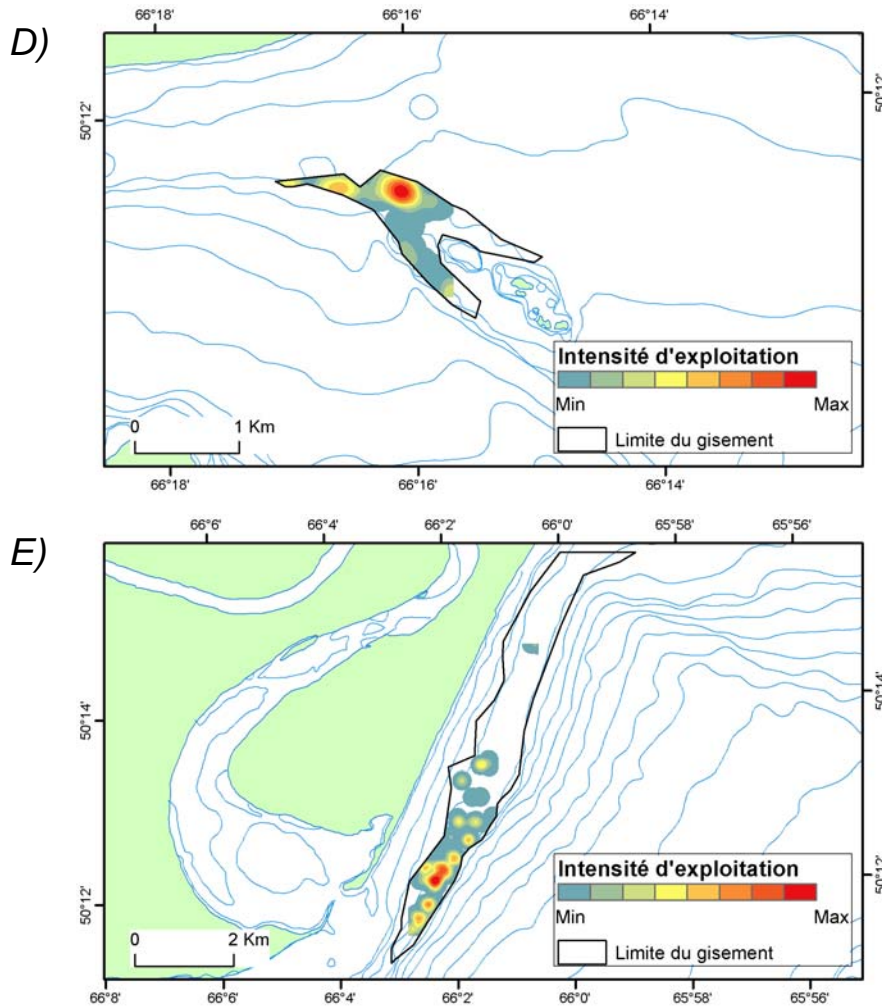 66°18' 66°16' 66°14'
D)
50°12' 50°12'
Intensité d'exploitation
Min Max
0 1 Km
Limite du gisement
66°18' 66°16' 66°14'
66°6' 66°4' 66°2' 66°0' 65°58' 65°56'
E)
50°14' 50°14'
50°12' 50°12'
Intensité d'exploitation
Min Max
0 2 Km
Limite du gisement
66°8' 66°6' 66°4' 66°2' 66°0' 65°58' 65°56'